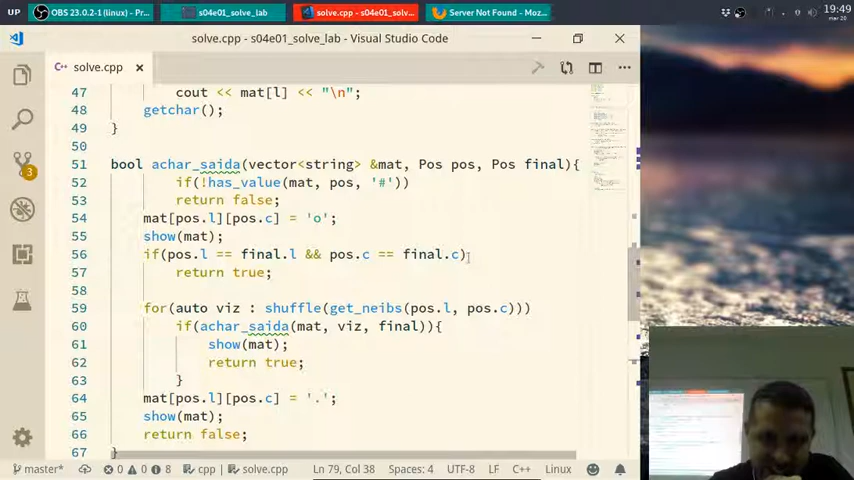 UP OBS 23.0.2-1 (linux) - Pr... s04e01_solve_lab solve.cpp - s04e01_solv... Server Not Found - Moz... 19:49
mar 20
solve.cpp - s04e01_solve_lab - Visual Studio Code
solve.cpp
47 cout << mat[l] << "\n";
48 getchar();
49 }
50
51 bool achar_saida(vector<string> &mat, Pos pos, Pos final){
52 if(!has_value(mat, pos, '#'))
53 return false;
54 mat[pos.l][pos.c] = 'o';
55 show(mat);
56 if(pos.l == final.l && pos.c == final.c)
57 return true;
58
59 for(auto viz : shuffle(get_neibs(pos.l, pos.c)))
60 if(achar_saida(mat, viz, final)){
61 show(mat);
62 return true;
63 }
64 mat[pos.l][pos.c] = '.';
65 show(mat);
66 return false;
67 }
3
master* 0 0 8 cpp solve.cpp Ln 79, Col 38 Spaces: 4 UTF-8 LF C++ Linux